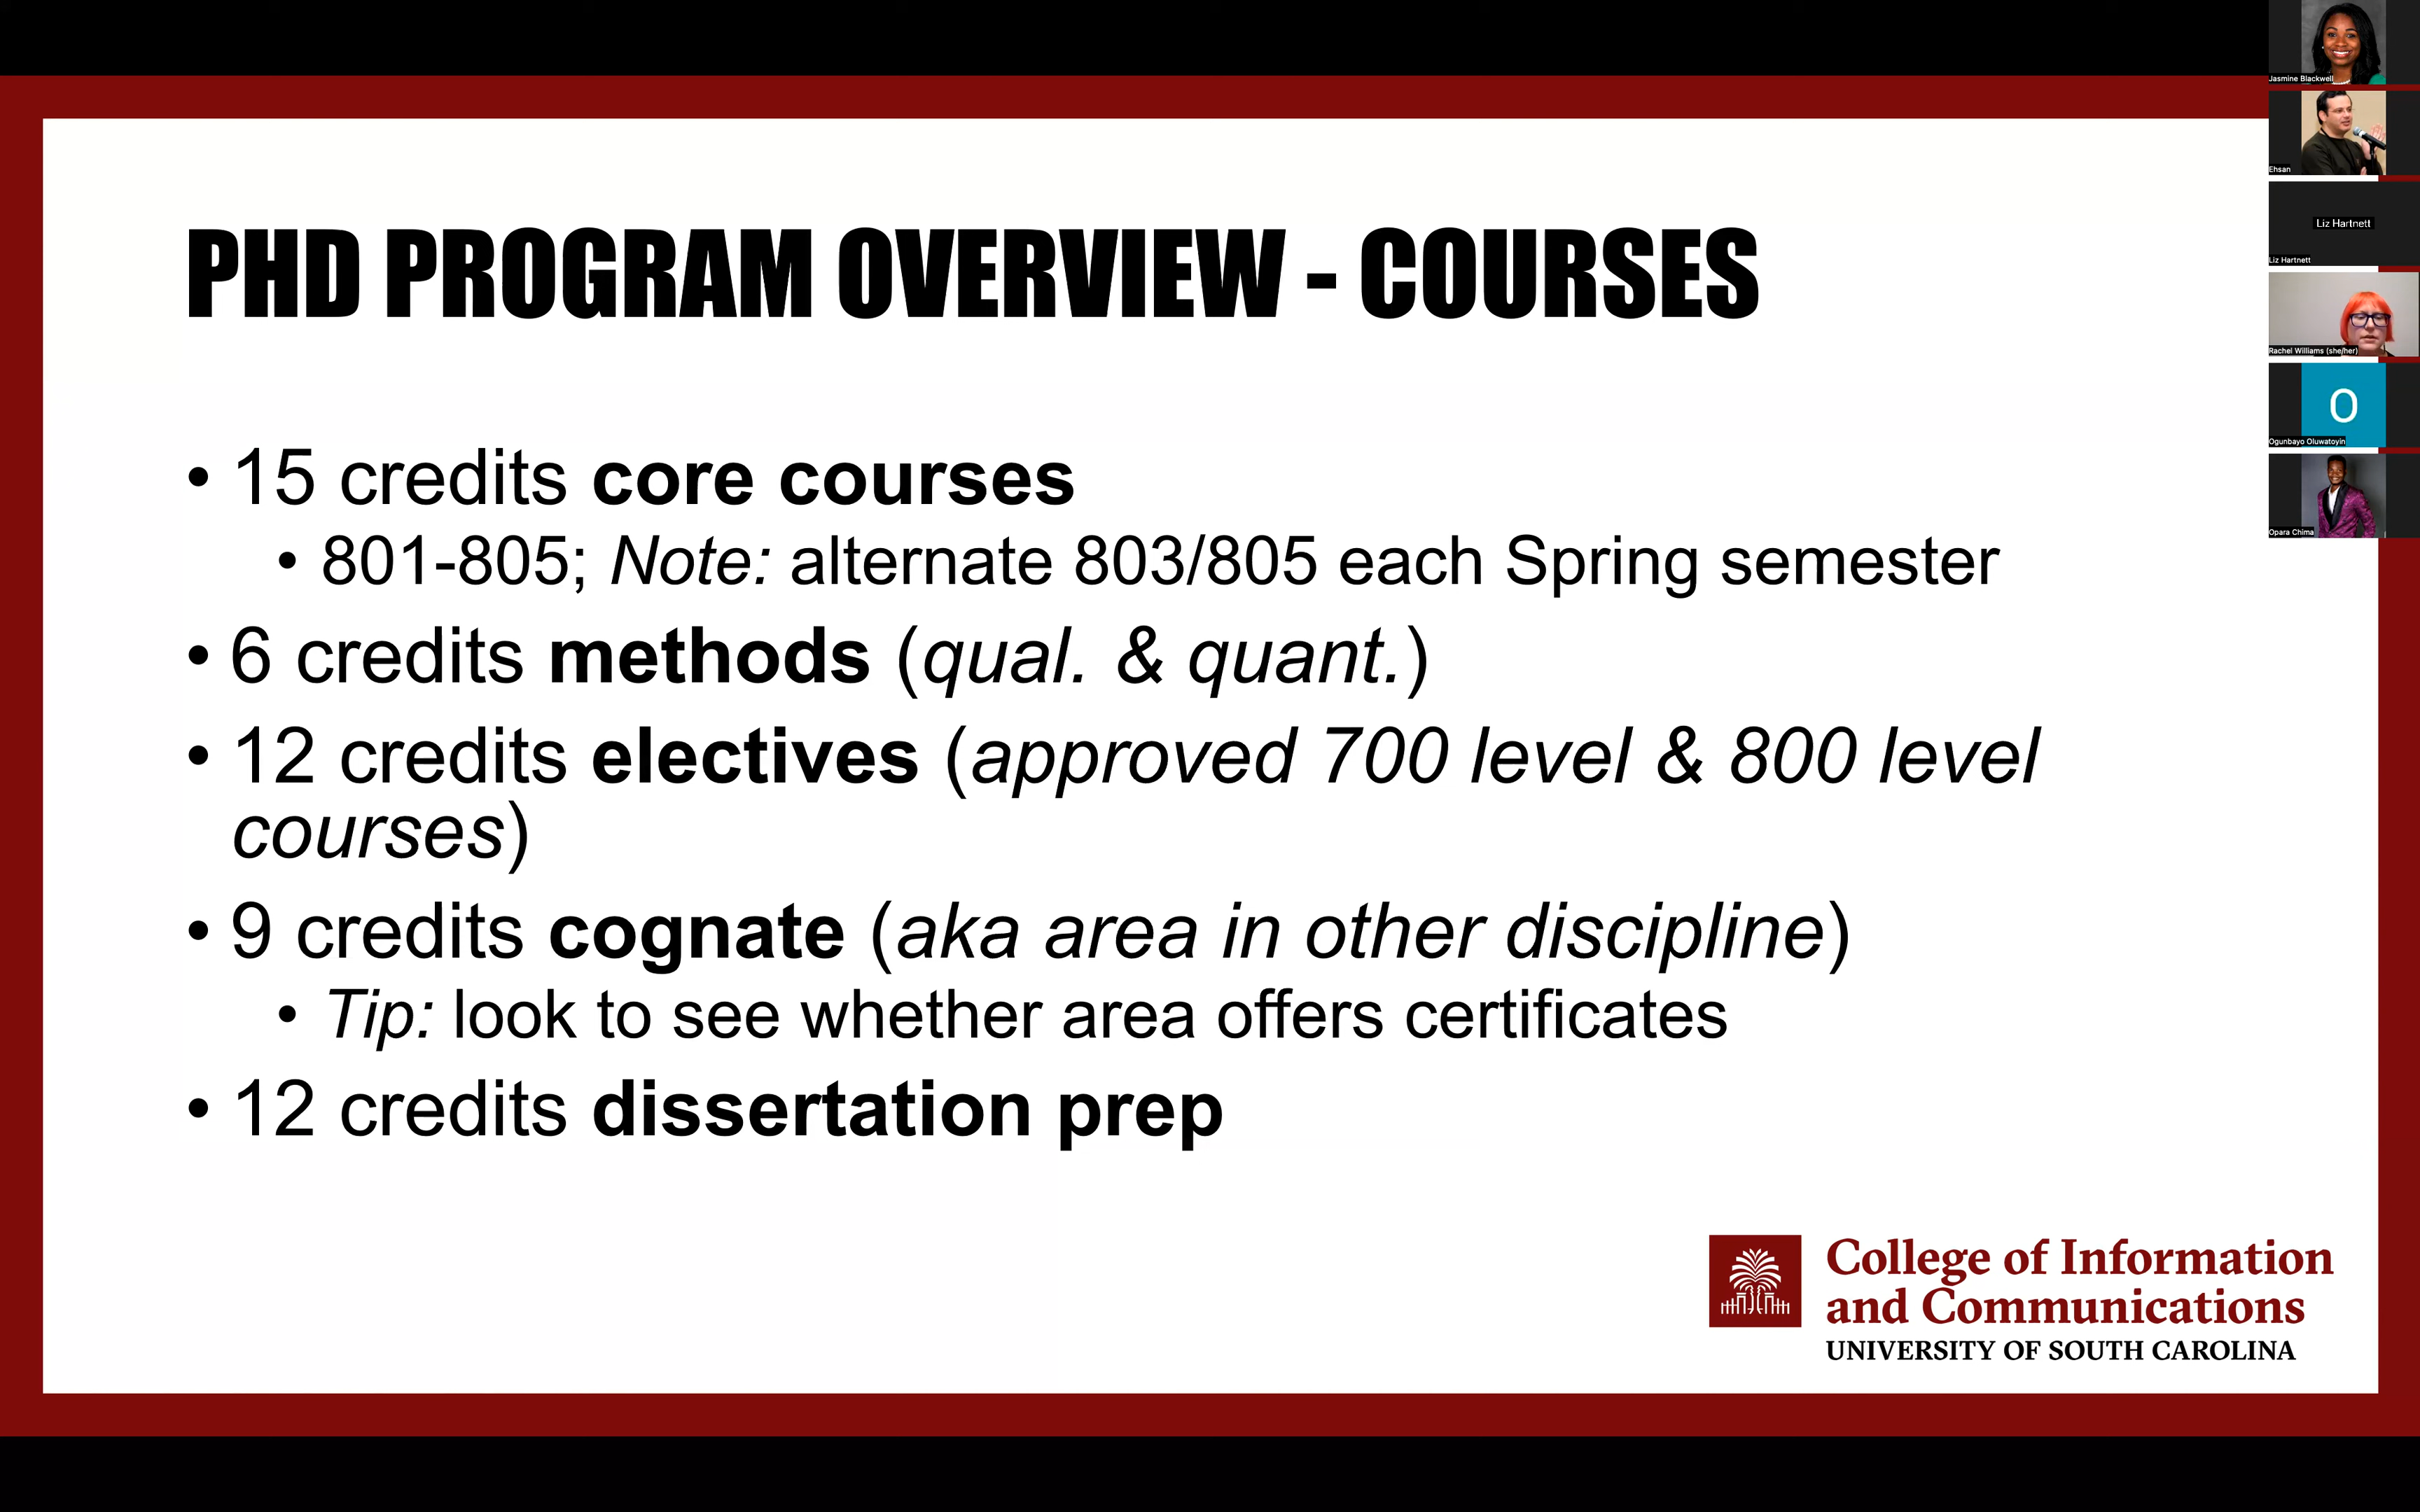 PHD PROGRAM OVERVIEW - COURSES
• 15 credits core courses
• 801-805; Note: alternate 803/805 each Spring semester
• 6 credits methods (qual. & quant.)
• 12 credits electives (approved 700 level & 800 level
courses)
• 9 credits cognate (aka area in other discipline)
• Tip: look to see whether area offers certificates
• 12 credits dissertation prep
College of Information
and Communications
UNIVERSITY OF SOUTH CAROLINA
Jasmine Blackwell
Ehsan
Liz Hartnett
Liz Hartnett
Rachel Williams (she/her)
O
Ogunbayo Oluwatoyin
Opara Chima